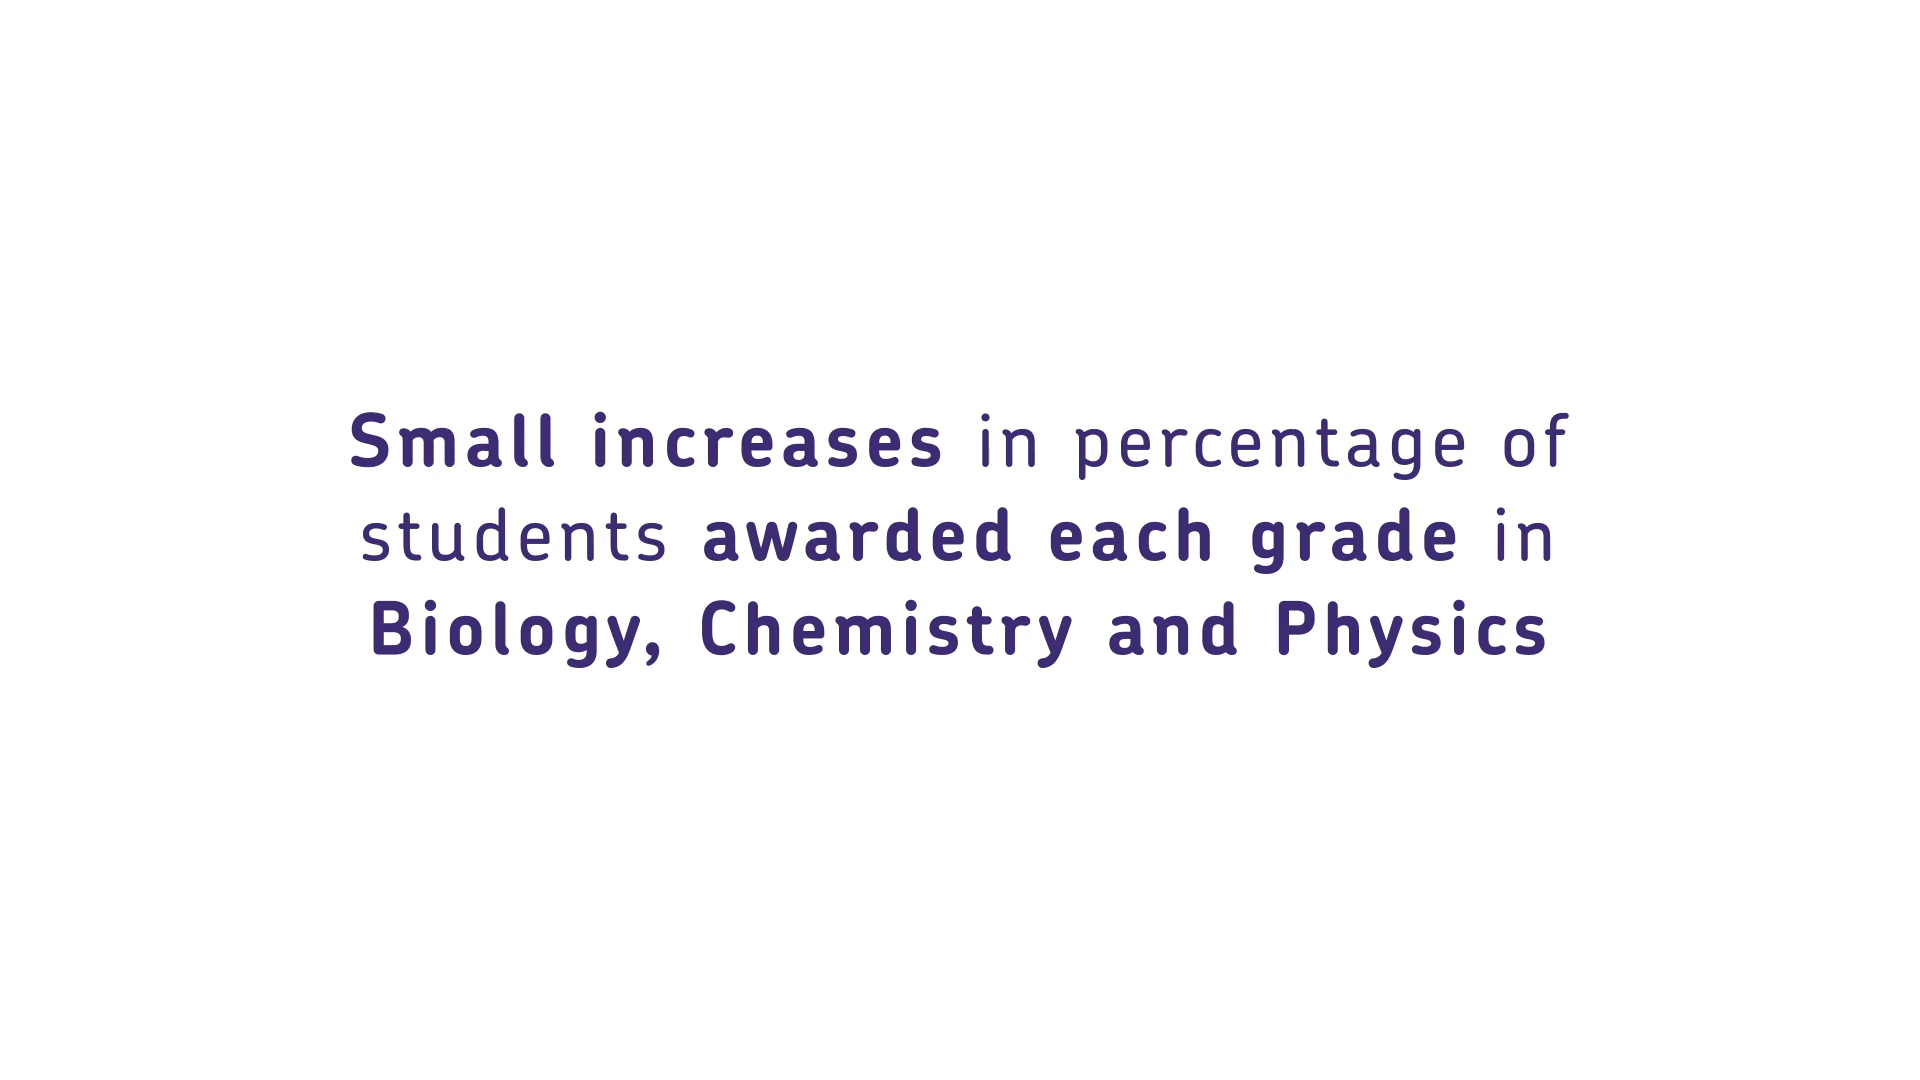 Small increases in percentage of
students awarded each grade in
Biology, Chemistry and Physics